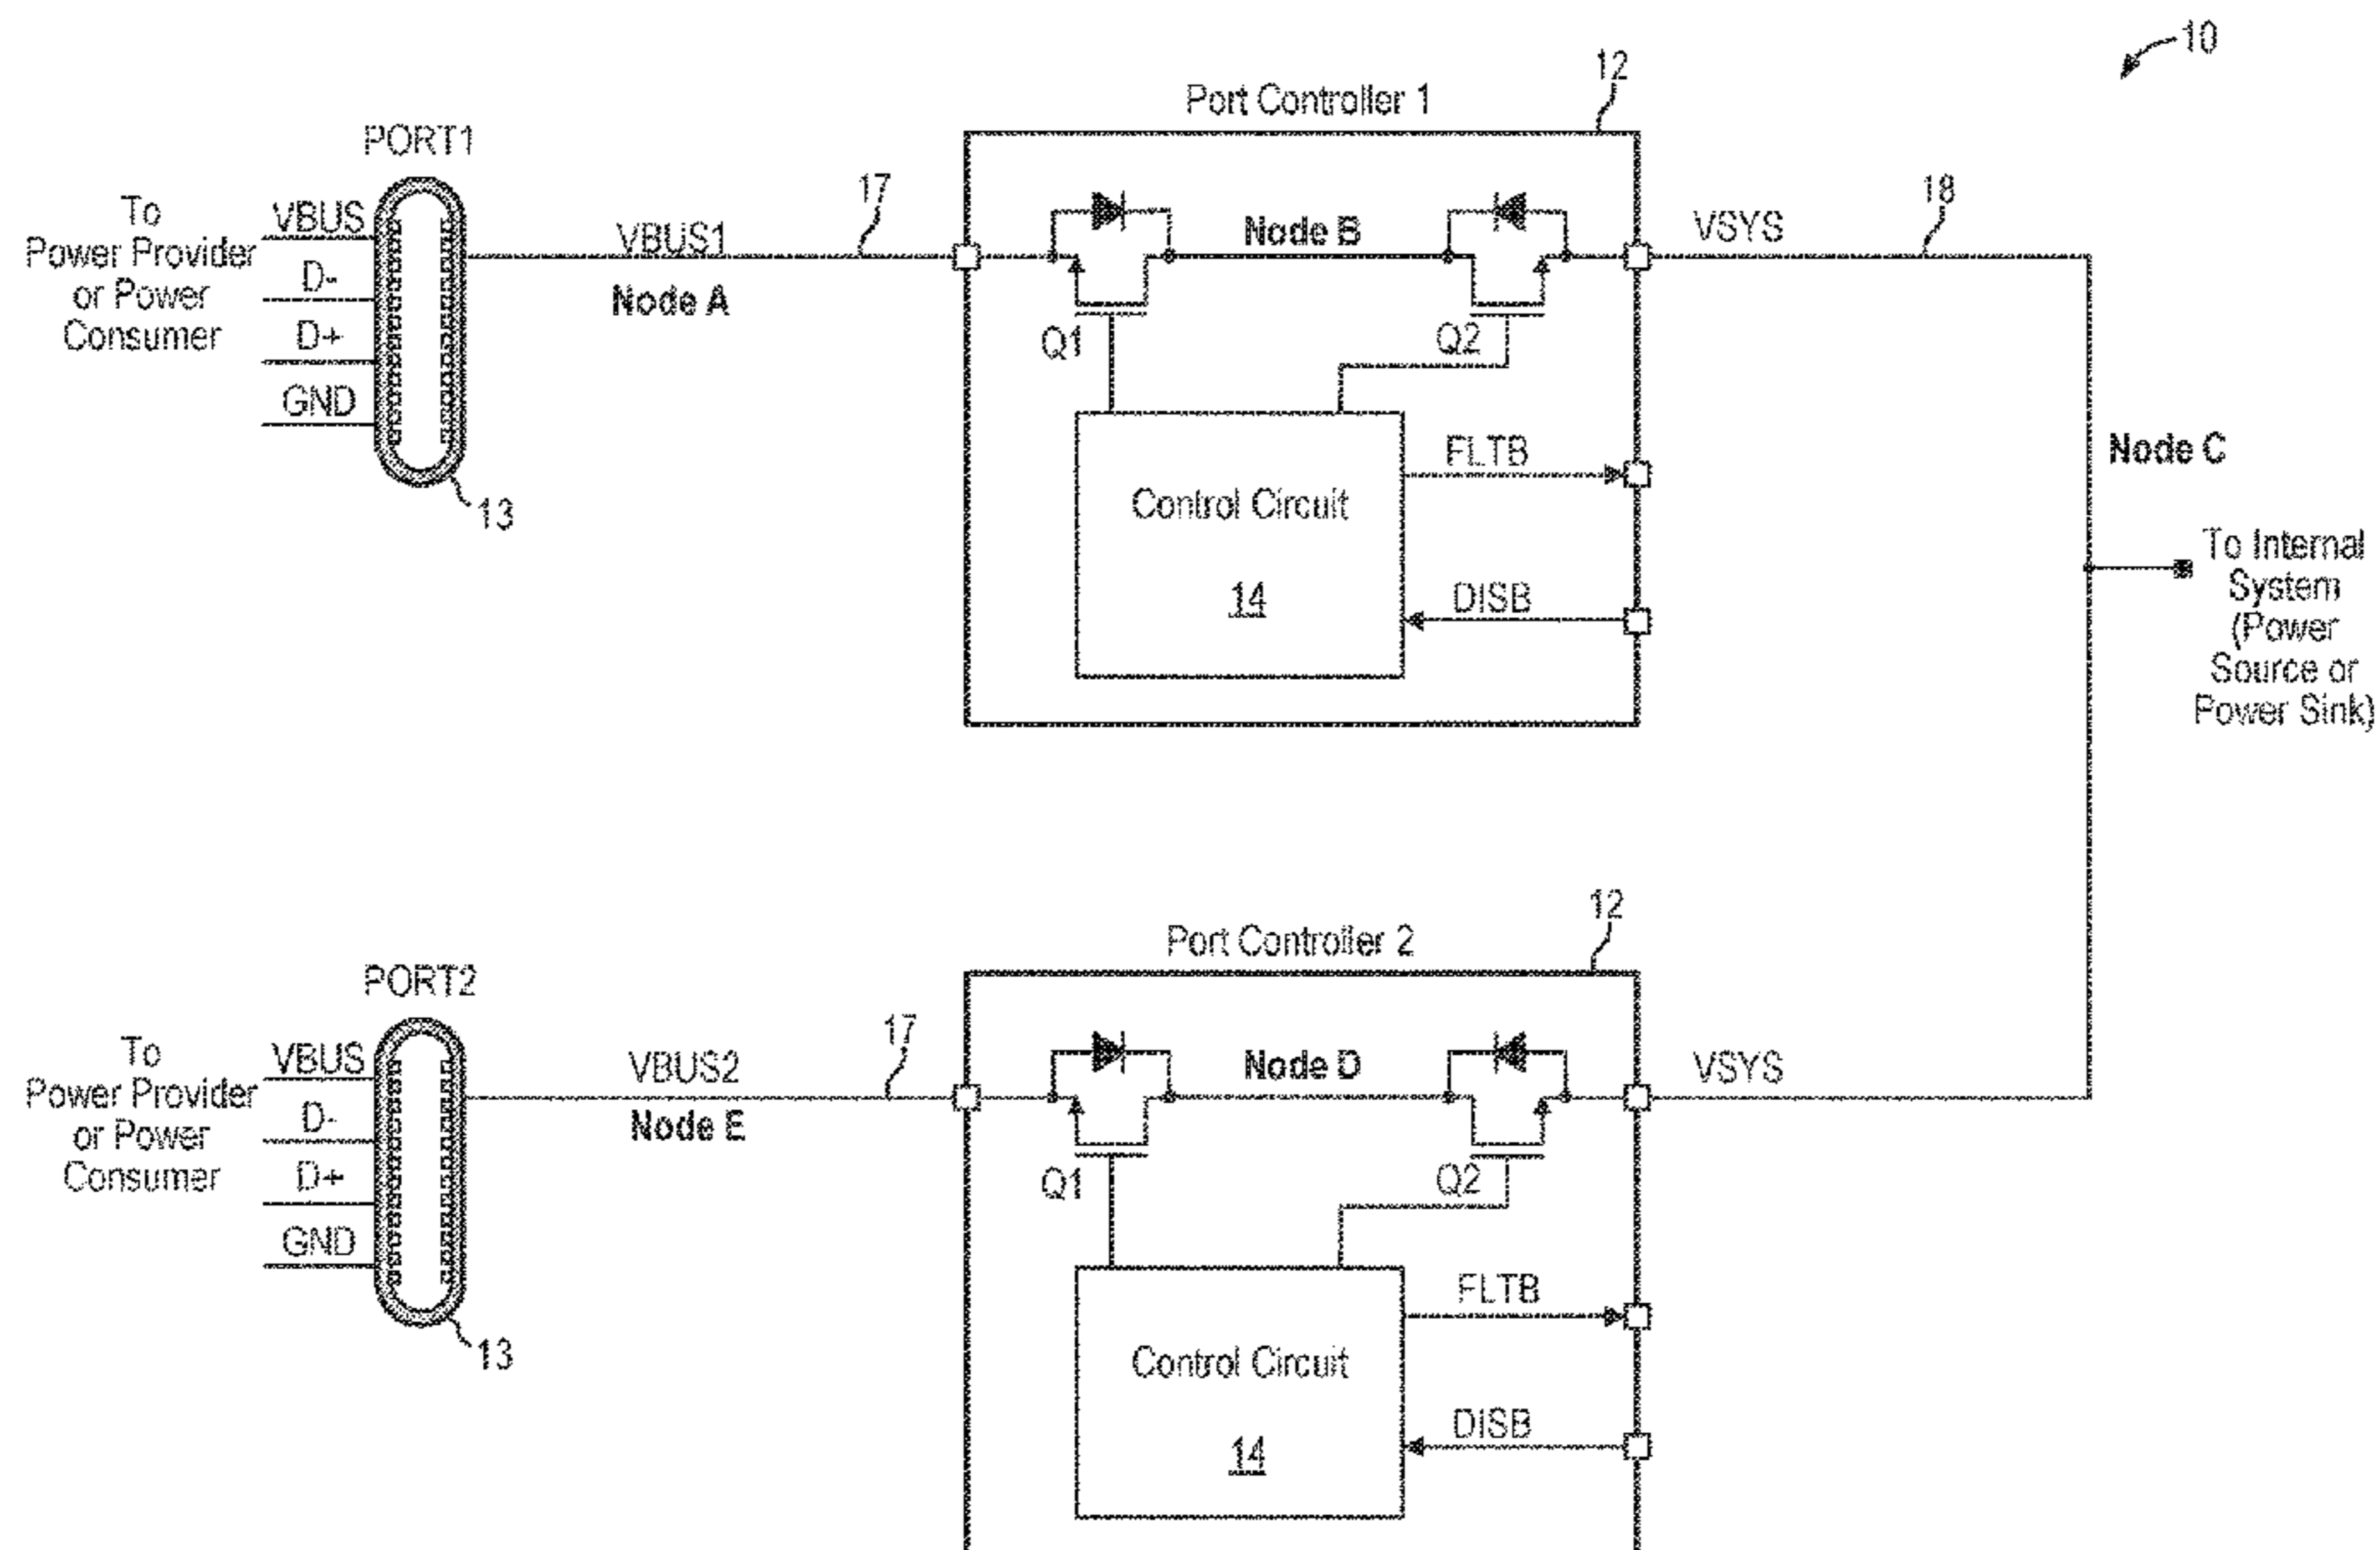 10
Port Controller 1
12
PORT1
To
Power Provider
or Power
Consumer
VBUS
D-
D+
GND
13
VBUS1
17
Node A
Node B
Q1
Q2
VSYS
18
FLTB
Control Circuit
14
DISB
Node C
To Internal
System
(Power
Source or
Power Sink)
Port Controller 2
12
PORT2
To
Power Provider
or Power
Consumer
VBUS
D-
D+
GND
13
VBUS2
17
Node E
Node D
Q1
Q2
VSYS
FLTB
Control Circuit
14
DISB